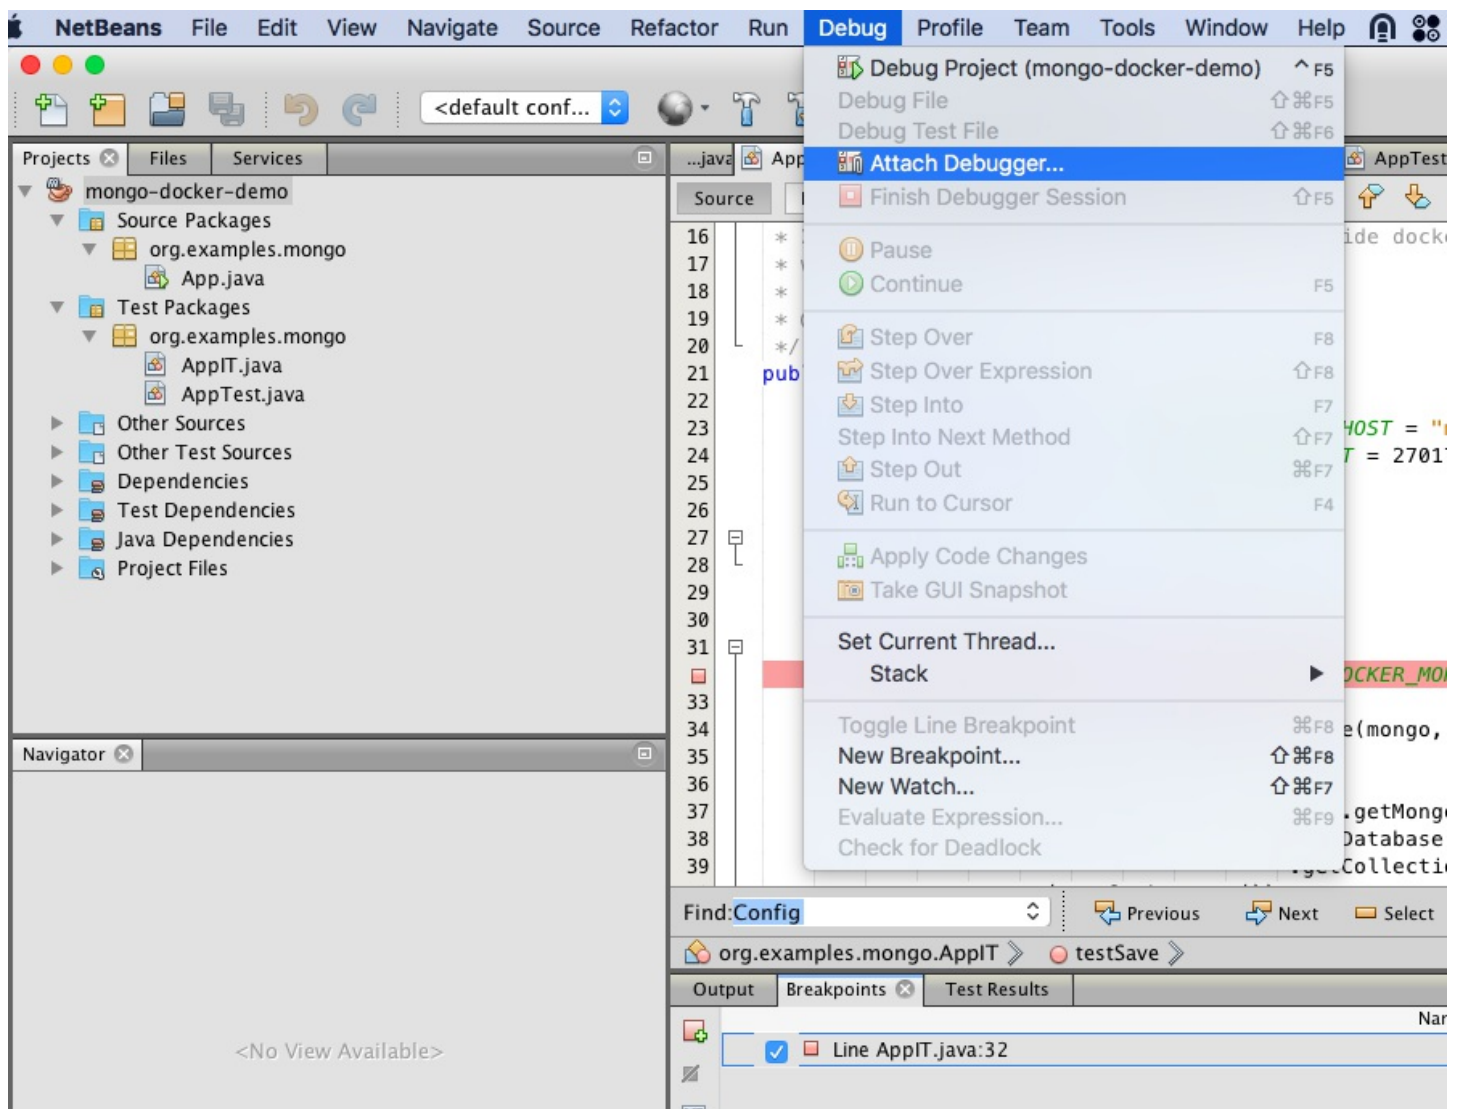 NetBeans File Edit View Navigate Source Refactor Run Debug Profile Team Tools Window Help
<default conf...
Debug Project (mongo-docker-demo) ^F5
Debug File ⇧⌘F5
Debug Test File ⇧⌘F6
Attach Debugger...
Finish Debugger Session ⇧F5
Pause
Continue F5
Step Over F8
Step Over Expression ⇧F8
Step Into F7
Step Into Next Method ⇧F7
Step Out ⌘F7
Run to Cursor F4
Apply Code Changes
Take GUI Snapshot
Set Current Thread...
Stack
Toggle Line Breakpoint ⌘F8
New Breakpoint... ⇧⌘F8
New Watch... ⇧⌘F7
Evaluate Expression... ⌘F9
Check for Deadlock
Projects Files Services
mongo-docker-demo
Source Packages
org.examples.mongo
App.java
Test Packages
org.examples.mongo
AppIT.java
AppTest.java
Other Sources
Other Test Sources
Dependencies
Test Dependencies
Java Dependencies
Project Files
Navigator
<No View Available>
...java App AppTest
Source
16 * ide docke
17 *
18 *
19 *
20 */
21 pub
22
23 HOST = "
24 T = 2701
25
26
27
28
29
30
31
OCKER_MO
33
34 e(mongo,
35
36
37 .getMong
38 Database
39 .getCollecti
Find: Config Previous Next Select
org.examples.mongo.AppIT testSave
Output Breakpoints Test Results
Nar
Line AppIT.java:32